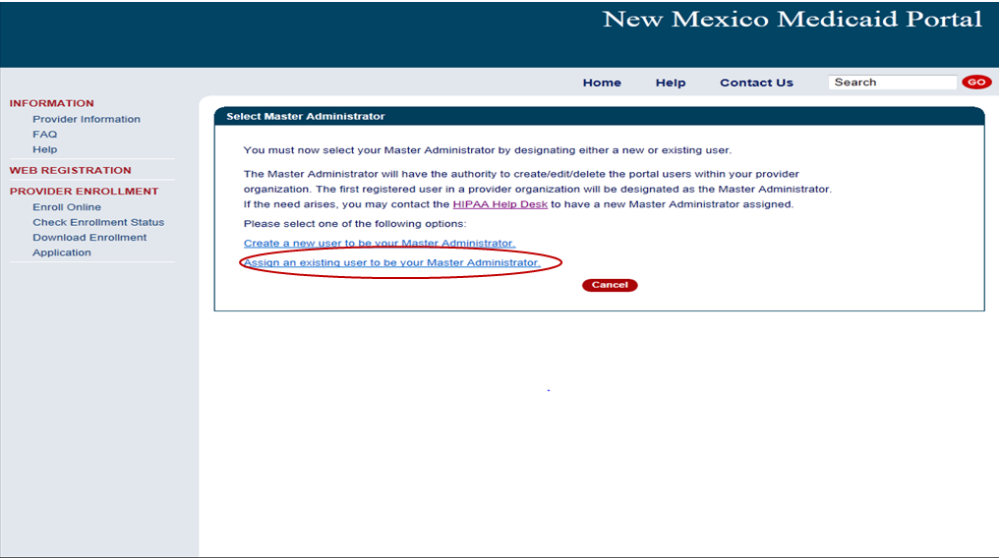 New Mexico Medicaid Portal
Home Help Contact Us Search GO
INFORMATION
Provider Information
FAQ
Help
WEB REGISTRATION
PROVIDER ENROLLMENT
Enroll Online
Check Enrollment Status
Download Enrollment
Application
Select Master Administrator
You must now select your Master Administrator by designating either a new or existing user.
The Master Administrator will have the authority to create/edit/delete the portal users within your provider
organization. The first registered user in a provider organization will be designated as the Master Administrator.
If the need arises, you may contact the HIPAA Help Desk to have a new Master Administrator assigned.
Please select one of the following options:
Create a new user to be your Master Administrator.
Assign an existing user to be your Master Administrator.
Cancel